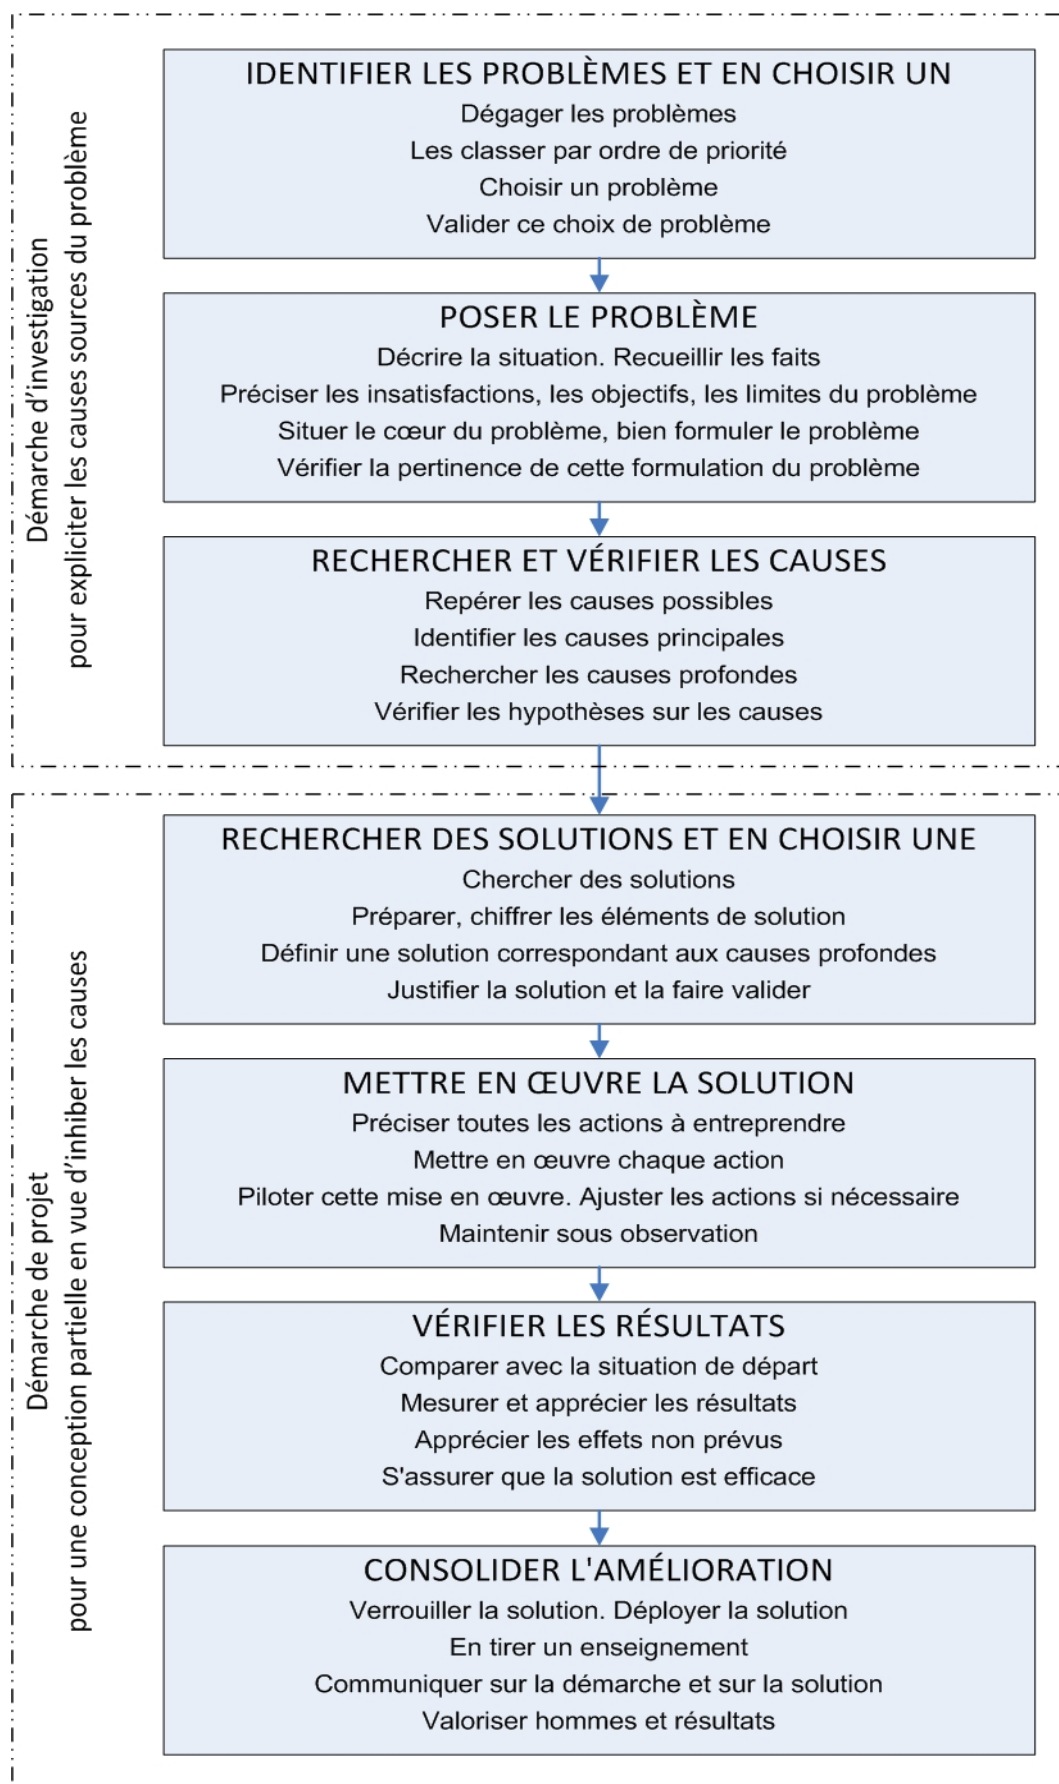 Démarche d'investigation
pour expliciter les causes sources du problème
IDENTIFIER LES PROBLÈMES ET EN CHOISIR UN
Dégager les problèmes
Les classer par ordre de priorité
Choisir un problème
Valider ce choix de problème
POSER LE PROBLÈME
Décrire la situation. Recueillir les faits
Préciser les insatisfactions, les objectifs, les limites du problème
Situer le cœur du problème, bien formuler le problème
Vérifier la pertinence de cette formulation du problème
RECHERCHER ET VÉRIFIER LES CAUSES
Repérer les causes possibles
Identifier les causes principales
Rechercher les causes profondes
Vérifier les hypothèses sur les causes
Démarche de projet
pour une conception partielle en vue d'inhiber les causes
RECHERCHER DES SOLUTIONS ET EN CHOISIR UNE
Chercher des solutions
Préparer, chiffrer les éléments de solution
Définir une solution correspondant aux causes profondes
Justifier la solution et la faire valider
METTRE EN ŒUVRE LA SOLUTION
Préciser toutes les actions à entreprendre
Mettre en œuvre chaque action
Piloter cette mise en œuvre. Ajuster les actions si nécessaire
Maintenir sous observation
VÉRIFIER LES RÉSULTATS
Comparer avec la situation de départ
Mesurer et apprécier les résultats
Apprécier les effets non prévus
S'assurer que la solution est efficace
CONSOLIDER L'AMÉLIORATION
Verrouiller la solution. Déployer la solution
En tirer un enseignement
Communiquer sur la démarche et sur la solution
Valoriser hommes et résultats